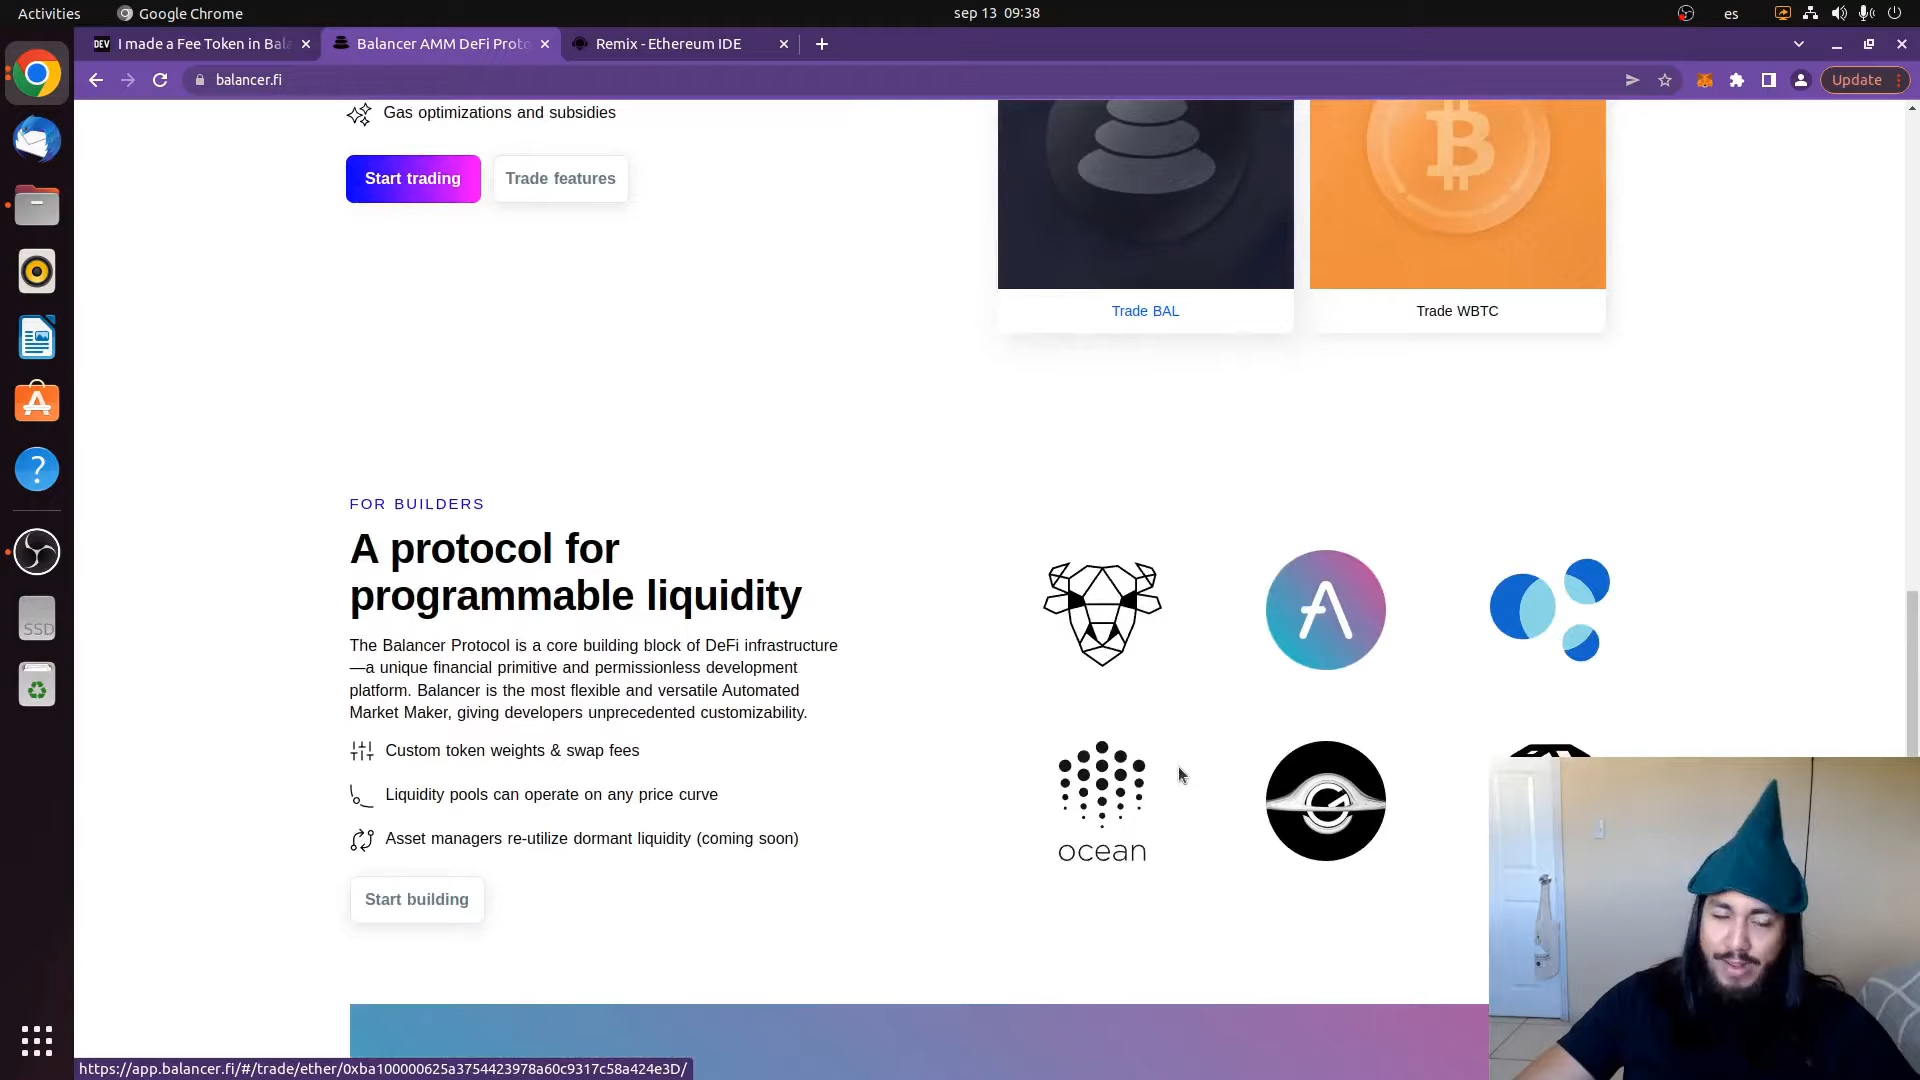 Activities
Google Chrome
sep 13 09:38
es
DEV
I made a Fee Token in Bala
Balancer AMM DeFi Proto
Remix - Ethereum IDE
balancer.fi
Update
Gas optimizations and subsidies
Start trading
Trade features
Trade BAL
Trade WBTC
FOR BUILDERS
A protocol for
programmable liquidity
The Balancer Protocol is a core building block of DeFi infrastructure
—a unique financial primitive and permissionless development
platform. Balancer is the most flexible and versatile Automated
Market Maker, giving developers unprecedented customizability.
Custom token weights & swap fees
Liquidity pools can operate on any price curve
Asset managers re-utilize dormant liquidity (coming soon)
ocean
Start building
SSD
https://app.balancer.fi/#/trade/ether/0xba100000625a3754423978a60c9317c58a424e3D/